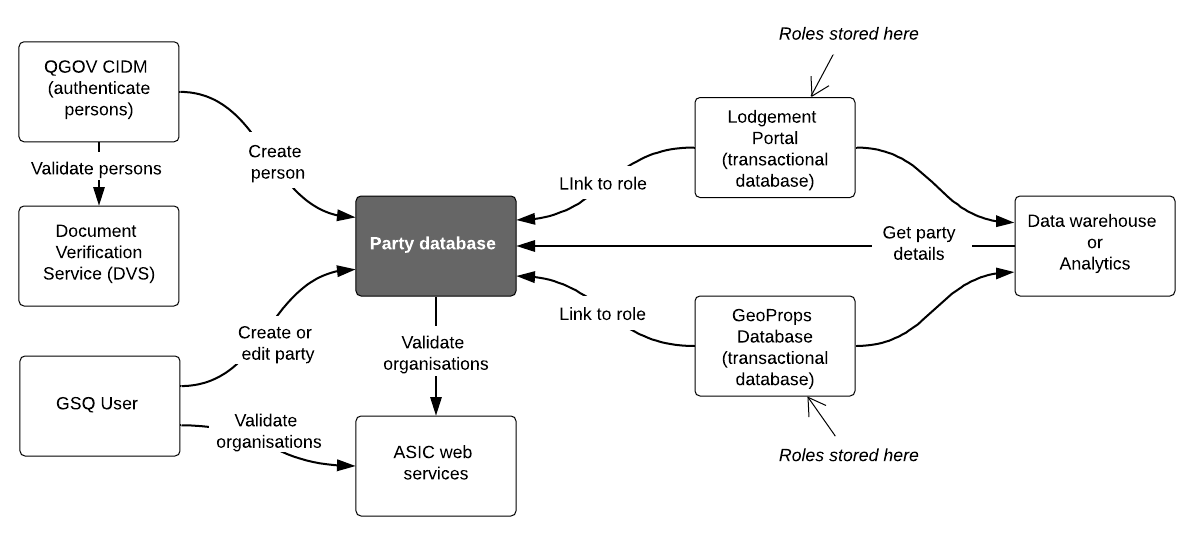 Roles stored here
QGOV CIDM
(authenticate
persons)
Validate persons
Document
Verification
Service (DVS)
Create
person
Party database
LInk to role
Lodgement
Portal
(transactional
database)
Get party
details
Data warehouse
or
Analytics
Link to role
GeoProps
Database
(transactional
database)
Roles stored here
Create or
edit party
GSQ User
Validate
organisations
Validate
organisations
ASIC web
services